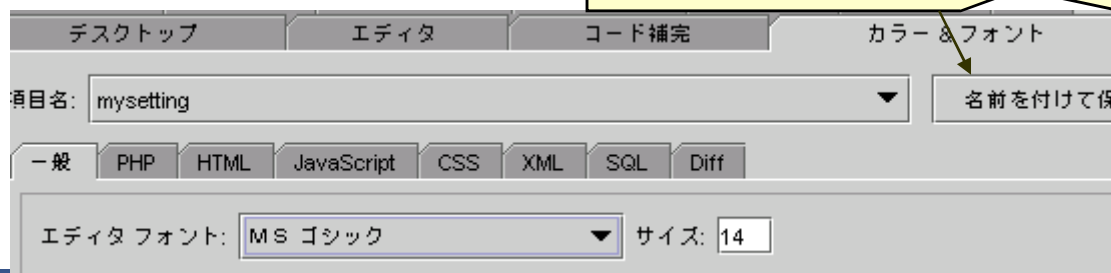 デスクトップ エディタ コード補完 カラー & フォント
項目名: mysetting 名前を付けて保
一般 PHP HTML JavaScript CSS XML SQL Diff
エディタ フォント: MS ゴシック サイズ: 14